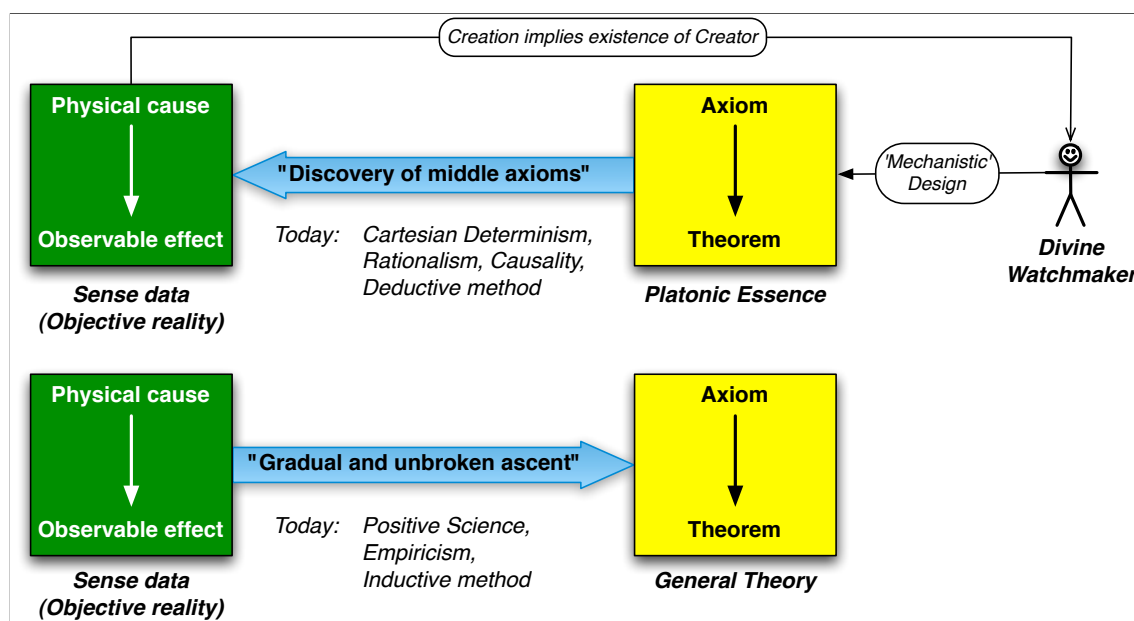 Creation implies existence of Creator
Physical cause
Observable effect
Sense data
(Objective reality)
"Discovery of middle axioms"
Today: Cartesian Determinism,
Rationalism, Causality,
Deductive method
Axiom
Theorem
Platonic Essence
'Mechanistic'
Design
Divine
Watchmaker
Physical cause
Observable effect
Sense data
(Objective reality)
"Gradual and unbroken ascent"
Today: Positive Science,
Empiricism,
Inductive method
Axiom
Theorem
General Theory